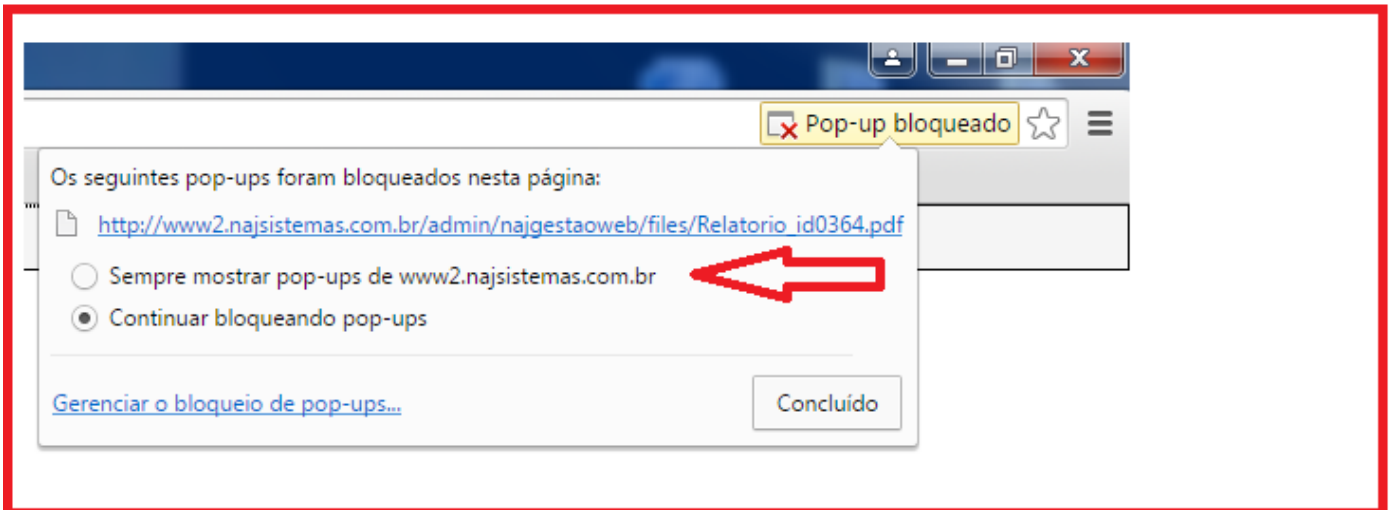 Pop-up bloqueado
Os seguintes pop-ups foram bloqueados nesta página:
http://www2.najsistemas.com.br/admin/najgestaoweb/files/Relatorio_id0364.pdf
Sempre mostrar pop-ups de www2.najsistemas.com.br
Continuar bloqueando pop-ups
Gerenciar o bloqueio de pop-ups...
Concluído